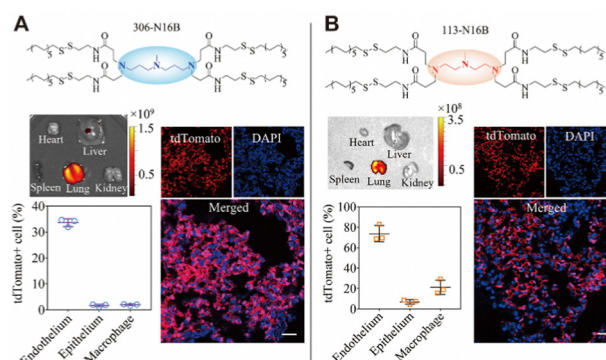 A
306-N16B
O
O
S
S
N
H
N
N
N
N
H
S
S
S
S
N
H
O
O
N
H
S
S
×10⁹
1.5
1.0
0.5
Heart
Liver
Spleen
Lung
Kidney
tdTomato
DAPI
Merged
tdTomato+ cell (%)
40
30
20
10
0
Endothelium
Epithelium
Macrophage
B
113-N16B
O
O
S
S
N
H
N
N
N
N
H
S
S
S
S
N
H
O
O
N
H
S
S
×10⁸
3.5
0.5
Heart
Liver
Spleen
Lung
Kidney
tdTomato
DAPI
Merged
tdTomato+ cell (%)
100
80
60
40
20
0
Endothelium
Epithelium
Macrophage